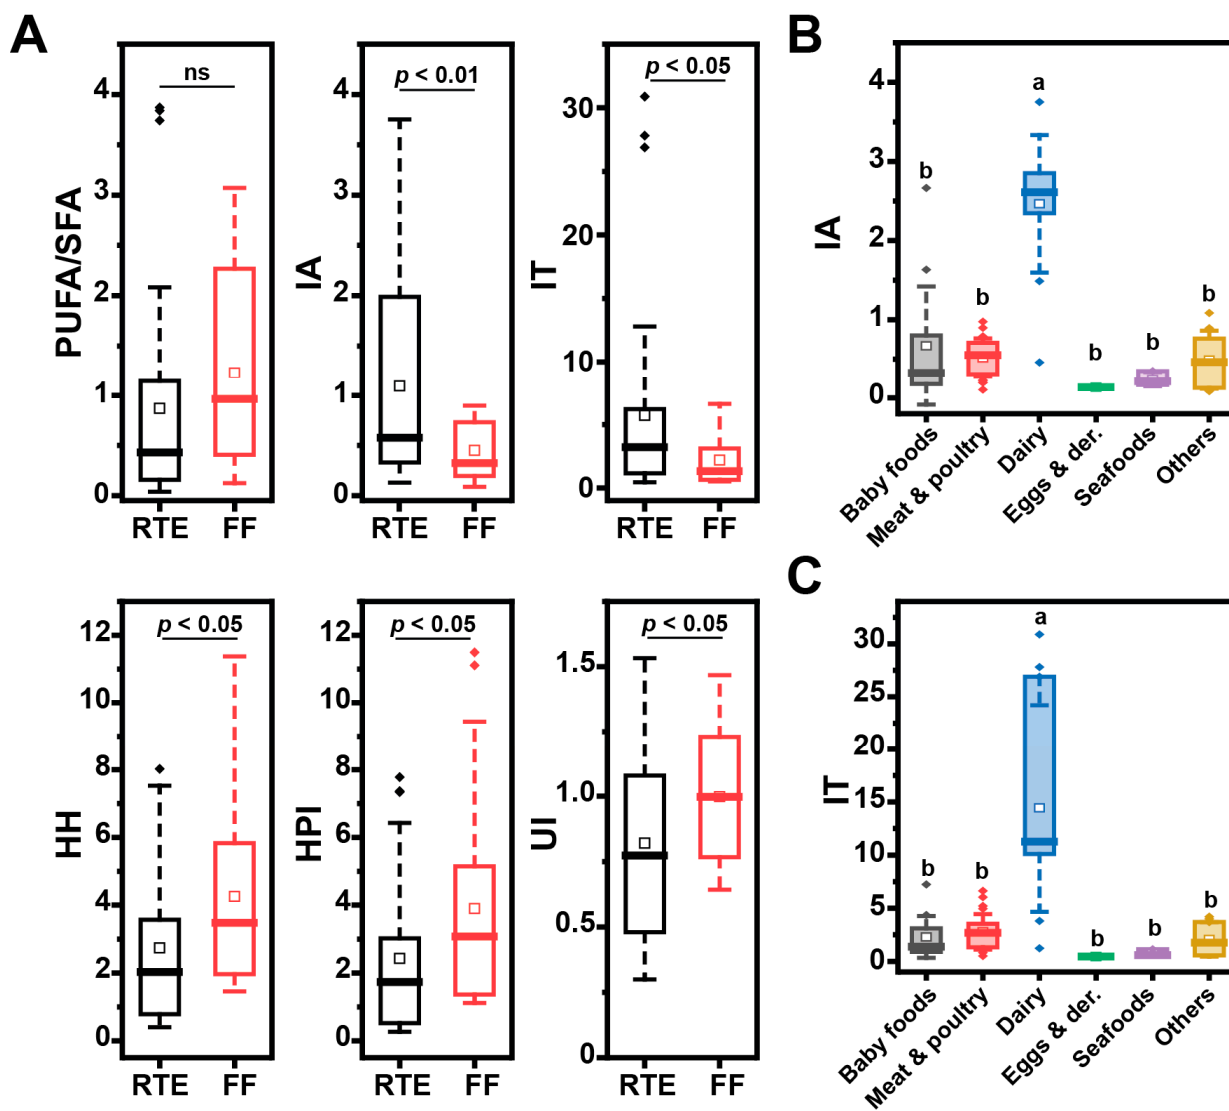 A
PUFA/SFA
4
3
2
1
0
ns
RTE FF
IA
4
3
2
1
0
p < 0.01
RTE FF
IT
30
20
10
0
p < 0.05
RTE FF
B
IA
4
3
2
1
0
b
b
a
b
b
b
Baby foods
Meat & poultry
Dairy
Eggs & der.
Seafoods
Others
HH
12
10
8
6
4
2
0
p < 0.05
RTE FF
HPI
12
10
8
6
4
2
0
p < 0.05
RTE FF
UI
1.5
1.0
0.5
0
p < 0.05
RTE FF
C
IT
30
25
20
15
10
5
0
b
b
a
b
b
b
Baby foods
Meat & poultry
Dairy
Eggs & der.
Seafoods
Others